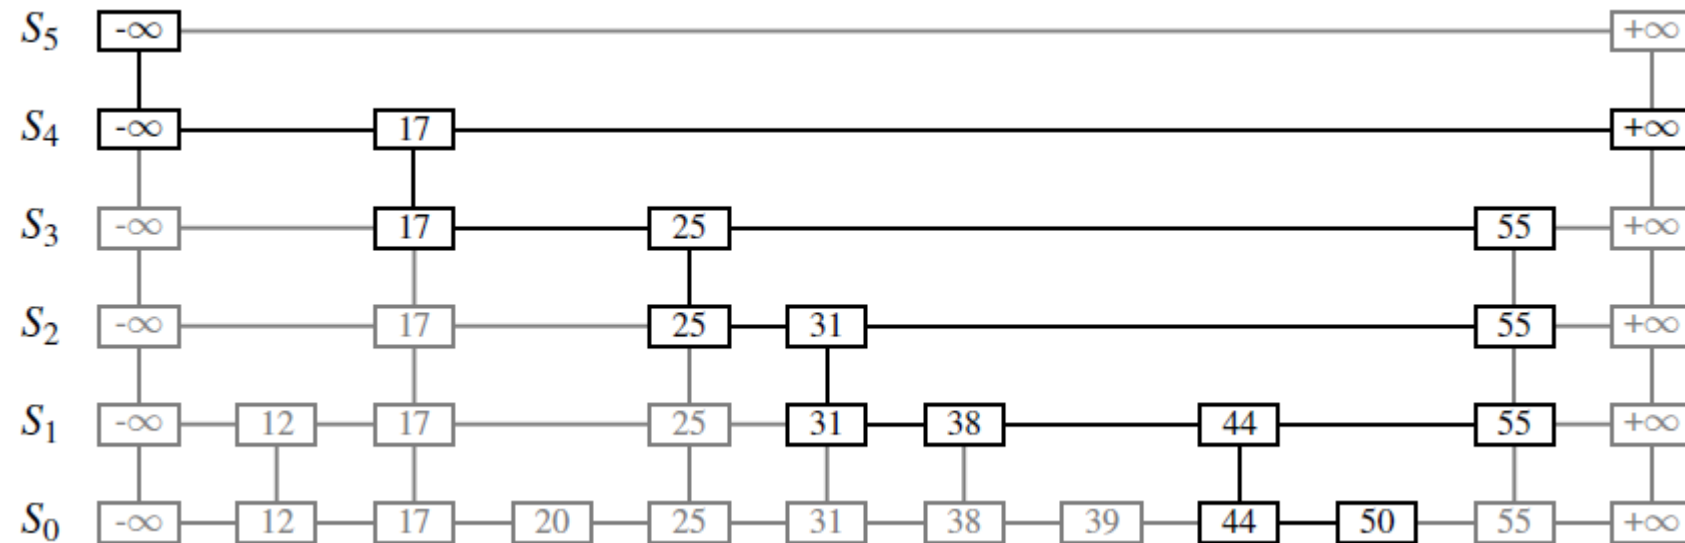 S5 -∞ +∞
S4 -∞ 17 +∞
S3 -∞ 17 25 55 +∞
S2 -∞ 17 25 31 55 +∞
S1 -∞ 12 17 25 31 38 44 55 +∞
S0 -∞ 12 17 20 25 31 38 39 44 50 55 +∞